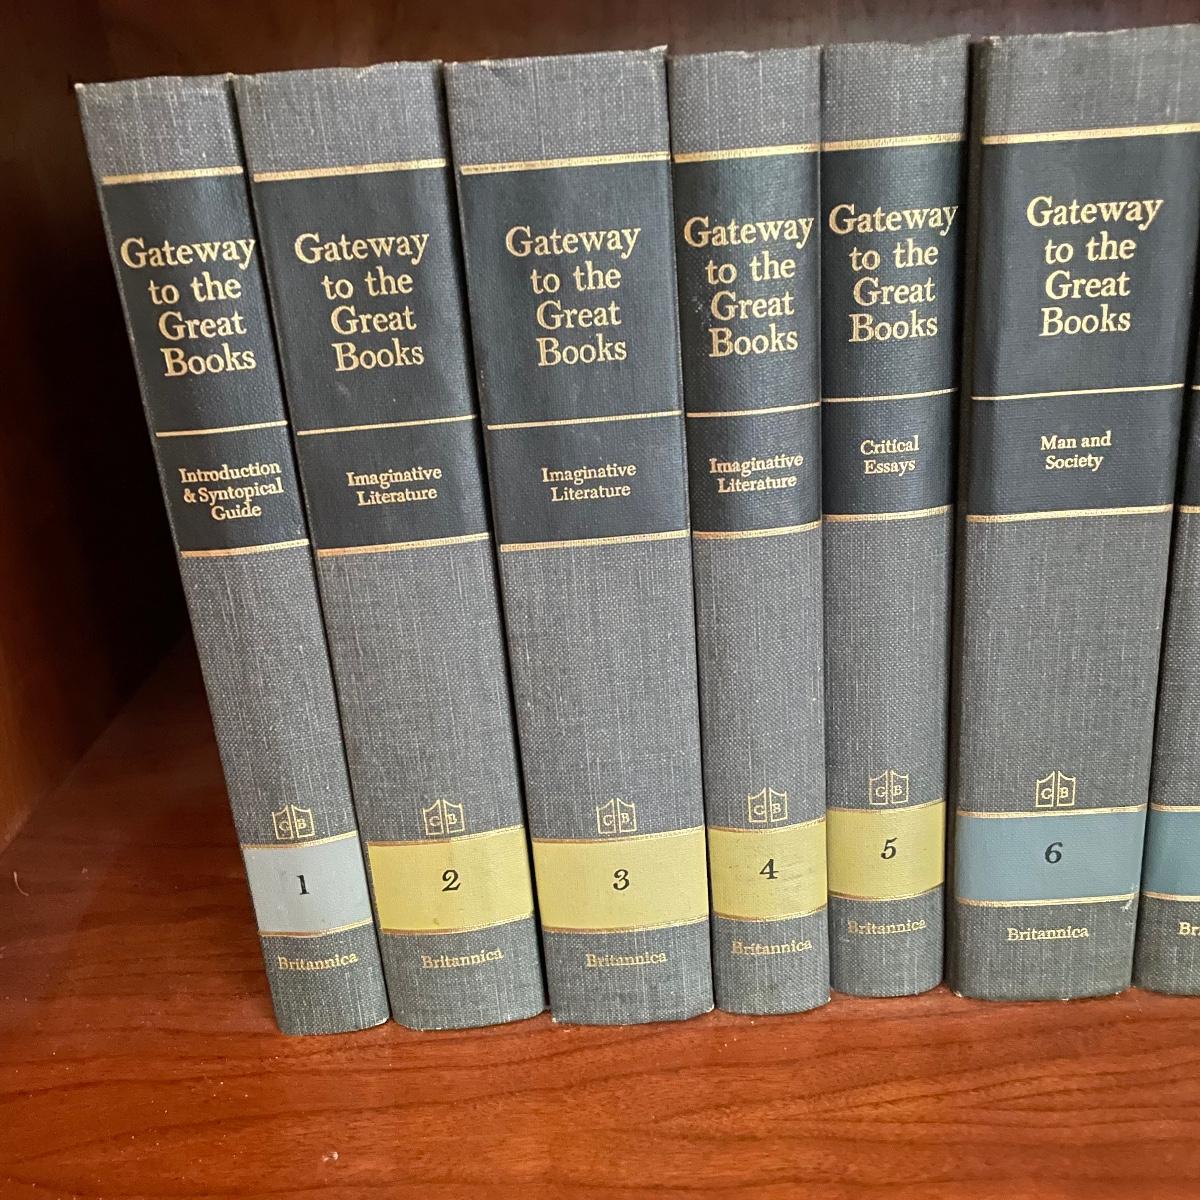 Gateway
to the
Great
Books
Introduction
& Syntopical
Guide
G B
1
Britannica
Gateway
to the
Great
Books
Imaginative
Literature
G B
2
Britannica
Gateway
to the
Great
Books
Imaginative
Literature
G B
3
Britannica
Gateway
to the
Great
Books
Imaginative
Literature
G B
4
Britannica
Gateway
to the
Great
Books
Critical
Essays
G B
5
Britannica
Gateway
to the
Great
Books
Man and
Society
G B
6
Britannica
Br